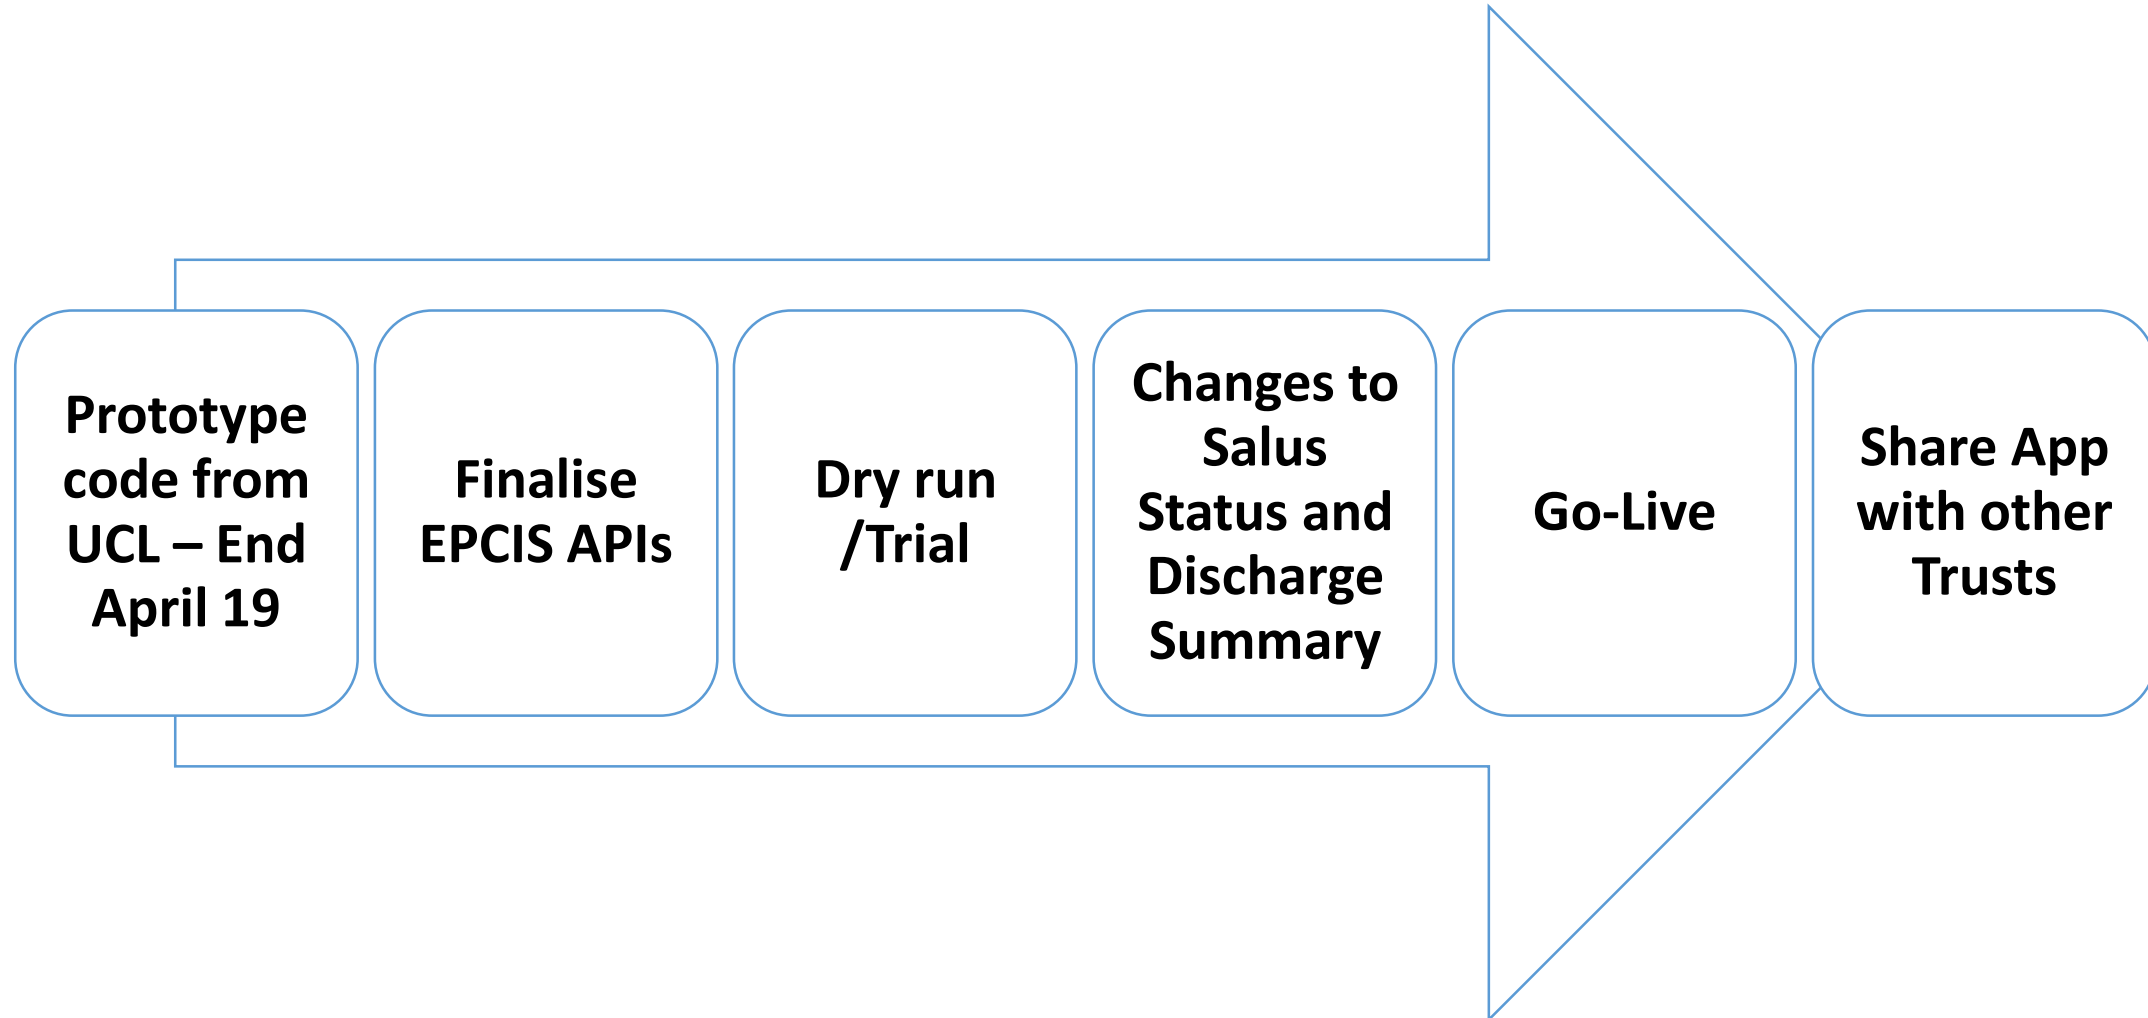 Prototype
code from
UCL – End
April 19
Finalise
EPCIS APIs
Dry run
/Trial
Changes to
Salus
Status and
Discharge
Summary
Go-Live
Share App
with other
Trusts